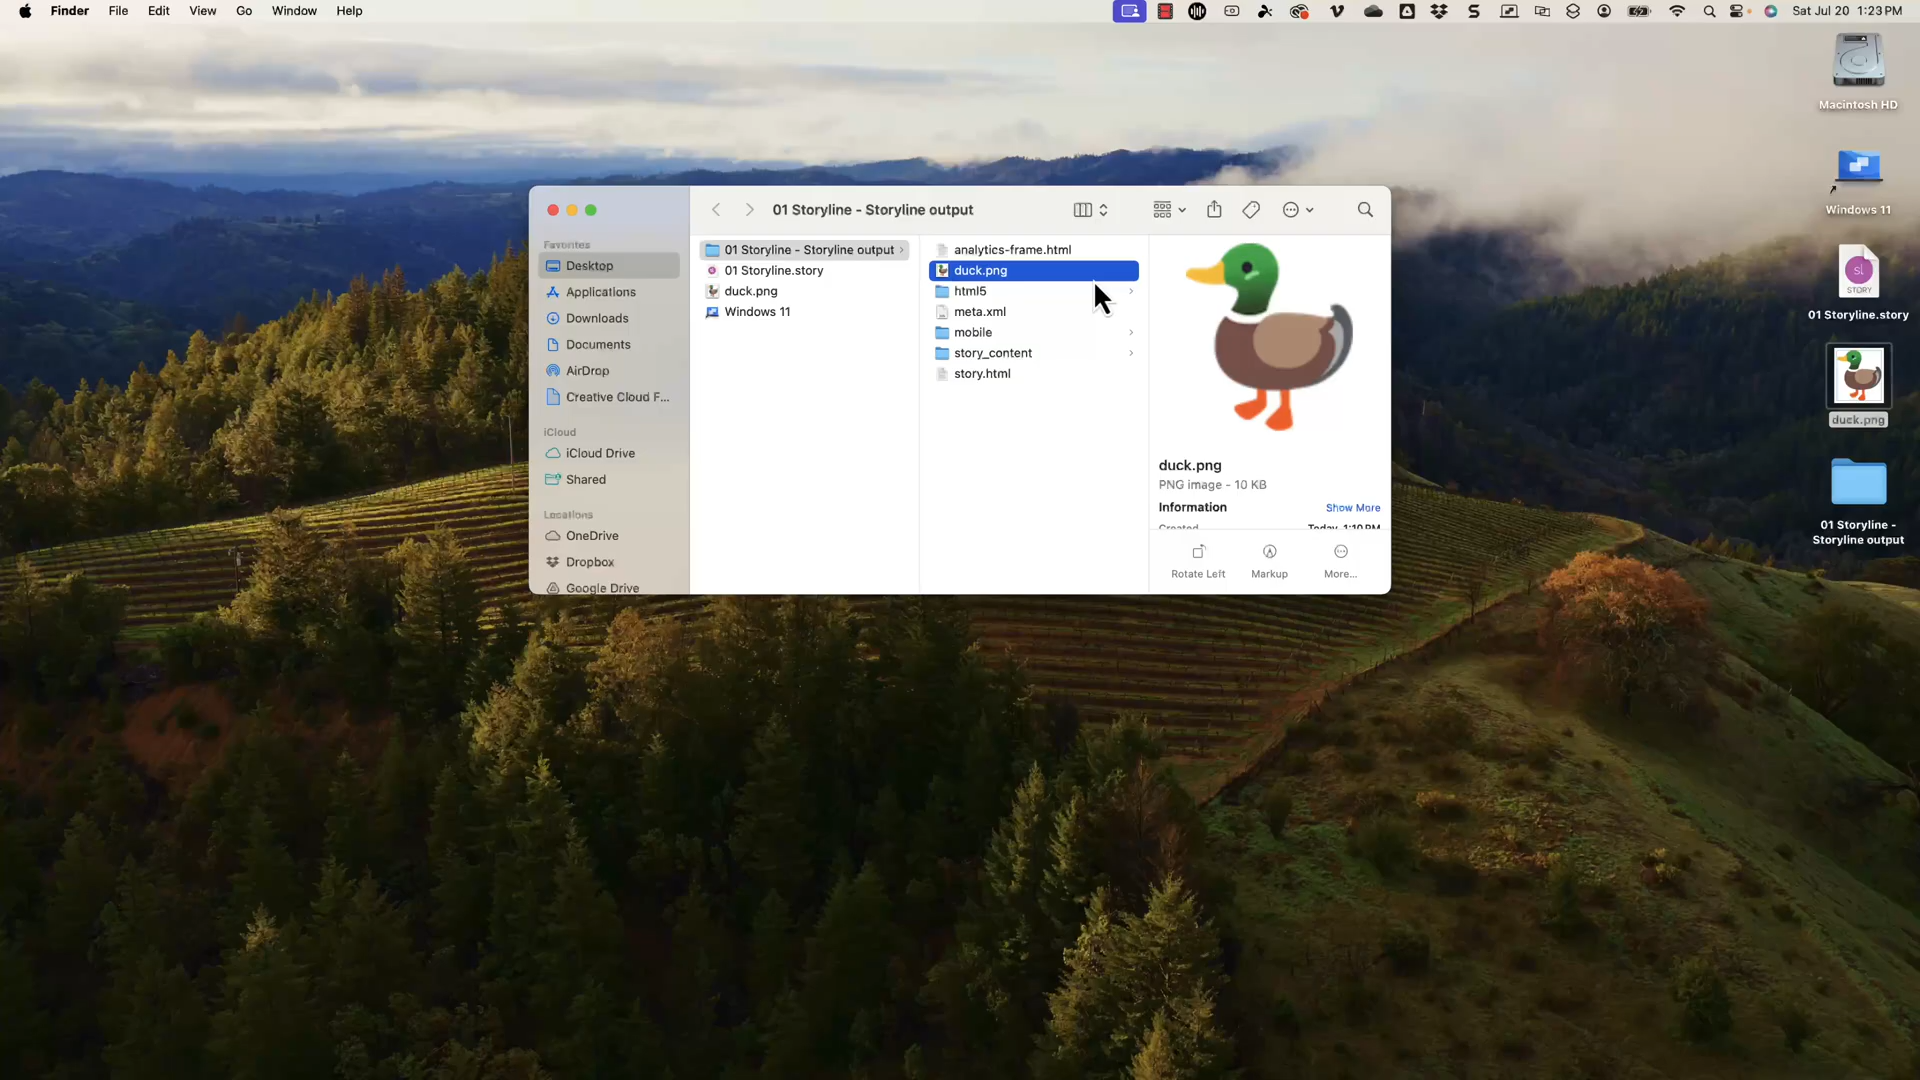 Finder File Edit View Go Window Help
Sat Jul 20 1:23 PM
Macintosh HD
Windows 11
sl
STORY
01 Storyline.story
duck.png
01 Storyline -
Storyline output
01 Storyline - Storyline output
Favorites
Desktop
Applications
Downloads
Documents
AirDrop
Creative Cloud F...
iCloud
iCloud Drive
Shared
Locations
OneDrive
Dropbox
Google Drive
01 Storyline - Storyline output
01 Storyline.story
duck.png
Windows 11
analytics-frame.html
duck.png
html5
meta.xml
mobile
story_content
story.html
duck.png
PNG image - 10 KB
Information Show More
Created Today, 1:10 PM
Rotate Left Markup More...